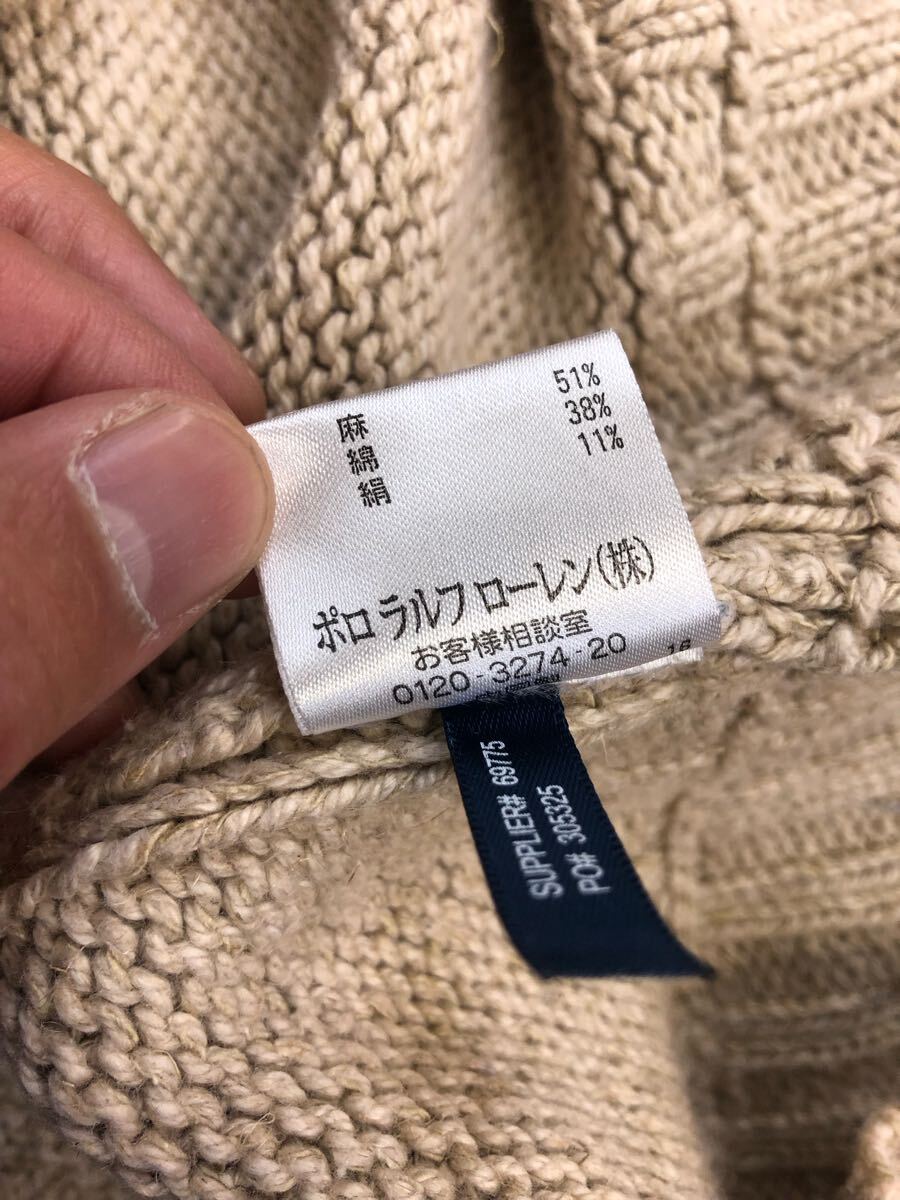 麻 51%
綿 38%
絹 11%
ポロ ラルフ ローレン(株)
お客様相談室
0120-3274-20
16
SUPPLIER# 69775
PO# 305325